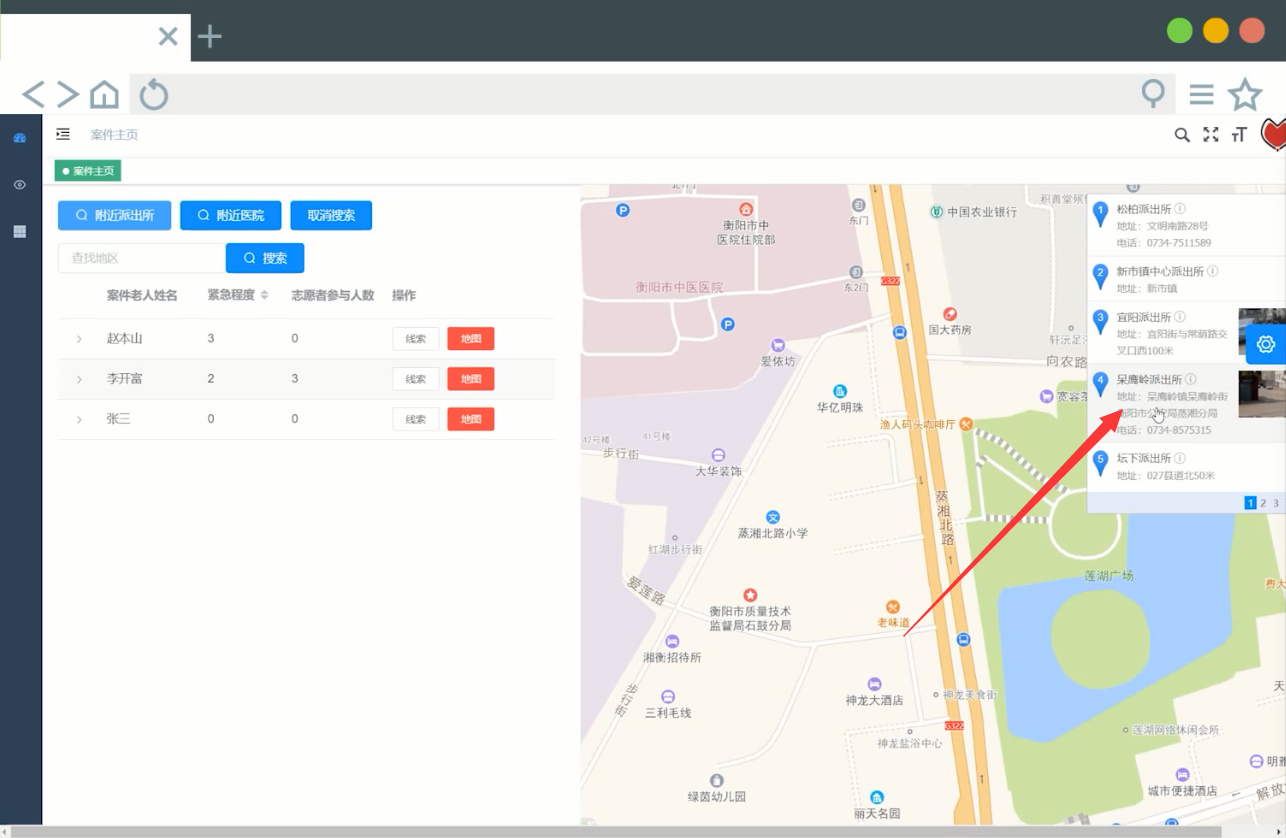 案件主页
案件主页
附近派出所
附近医院
取消搜索
查找地区
搜索
案件老人姓名 紧急程度 志愿者参与人数 操作
赵本山 3 0 线索 地图
李开富 2 3 线索 地图
张三 0 0 线索 地图
P
衡阳市中
医院住院部
东门
中国农业银行
衡阳市中医医院
东2门
G322
P
国大药房
爱依坊
向农路
华亿明珠
渔人码头咖啡厅
42号楼
41号楼
步行街
大华装饰
蒸湘北路
文
蒸湘北路小学
红湖步行街
爱莲路
莲湖广场
衡阳市质量技术
监督局石鼓分局
老味道
湘衡招待所
步行街
三利毛线
神龙大酒店
神龙美食街
G322
神龙盐浴中心
莲湖网络休闲会所
绿茵幼儿园
丽天名园
城市便捷酒店
解放
1 松柏派出所
地址：文明南路28号
电话：0734-7511589
2 新市镇中心派出所
地址：新市镇
3 宜阳派出所
地址：宜阳街与常萌路交
叉口西100米
4 呆鹰岭派出所
地址：呆鹰岭镇呆鹰岭街
衡阳市公安局蒸湘分局
电话：0734-8575315
5 坛下派出所
地址：027县道北50米
1 2 3